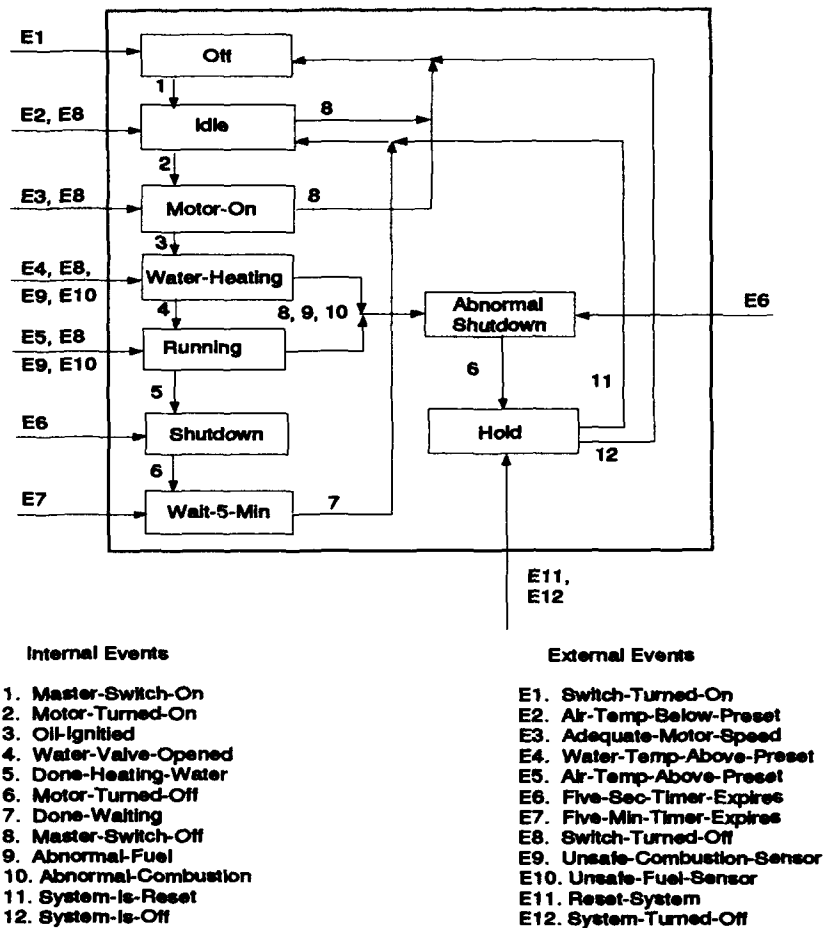 E1
Off
1
E2, E8
Idle
8
2
E3, E8
Motor-On
8
3
E4, E8,
E9, E10
Water-Heating
4
8, 9, 10
Abnormal
Shutdown
E6
E5, E8
E9, E10
Running
6
11
5
E6
Shutdown
Hold
12
6
E7
Wait-5-Min
7
E11,
E12
Internal Events
1. Master-Switch-On
2. Motor-Turned-On
3. Oil-Ignitied
4. Water-Valve-Opened
5. Done-Heating-Water
6. Motor-Turned-Off
7. Done-Waiting
8. Master-Switch-Off
9. Abnormal-Fuel
10. Abnormal-Combustion
11. System-Is-Reset
12. System-Is-Off
External Events
E1. Switch-Turned-On
E2. Air-Temp-Below-Preset
E3. Adequate-Motor-Speed
E4. Water-Temp-Above-Preset
E5. Air-Temp-Above-Preset
E6. Five-Sec-Timer-Expires
E7. Five-Min-Timer-Expires
E8. Switch-Turned-Off
E9. Unsafe-Combustion-Sensor
E10. Unsafe-Fuel-Sensor
E11. Reset-System
E12. System-Turned-Off